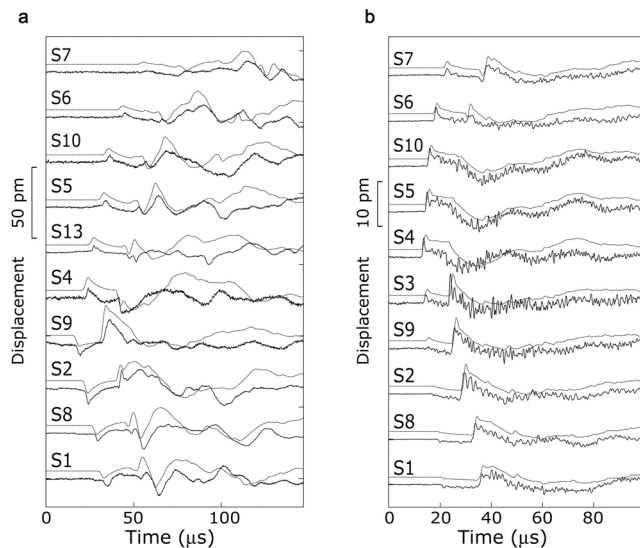 a
S7
S6
S10
S5
S13
S4
S9
S2
S8
S1
50 pm
Displacement
0
50
100
Time (μs)
b
S7
S6
S10
S5
S4
S3
S9
S2
S8
S1
10 pm
Displacement
0
20
40
60
80
Time (μs)